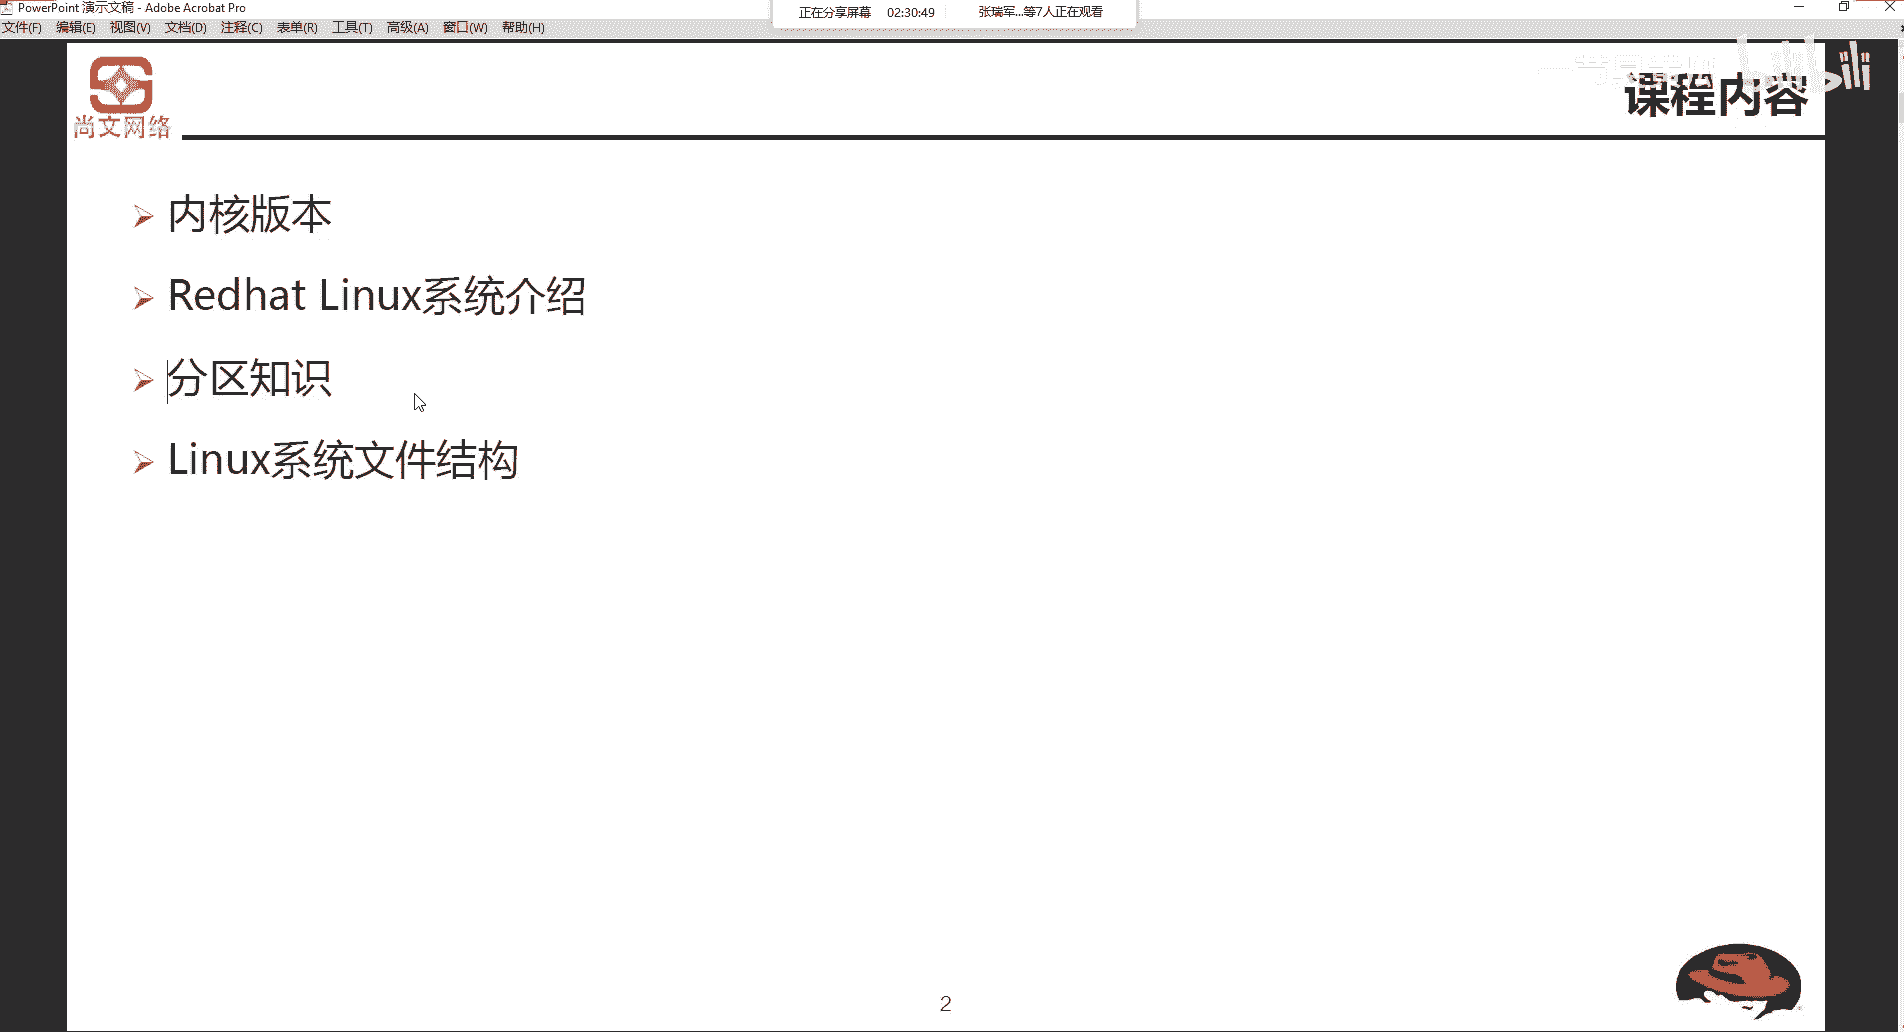 PowerPoint 演示文稿 - Adobe Acrobat Pro
正在分享屏幕 02:30:49 张瑞军...等7人正在观看
文件(F) 编辑(E) 视图(V) 文档(D) 注释(C) 表单(R) 工具(T) 高级(A) 窗口(W) 帮助(H)
bilibili
尚文网络
课程内容
内核版本
Redhat Linux系统介绍
分区知识
Linux系统文件结构
2